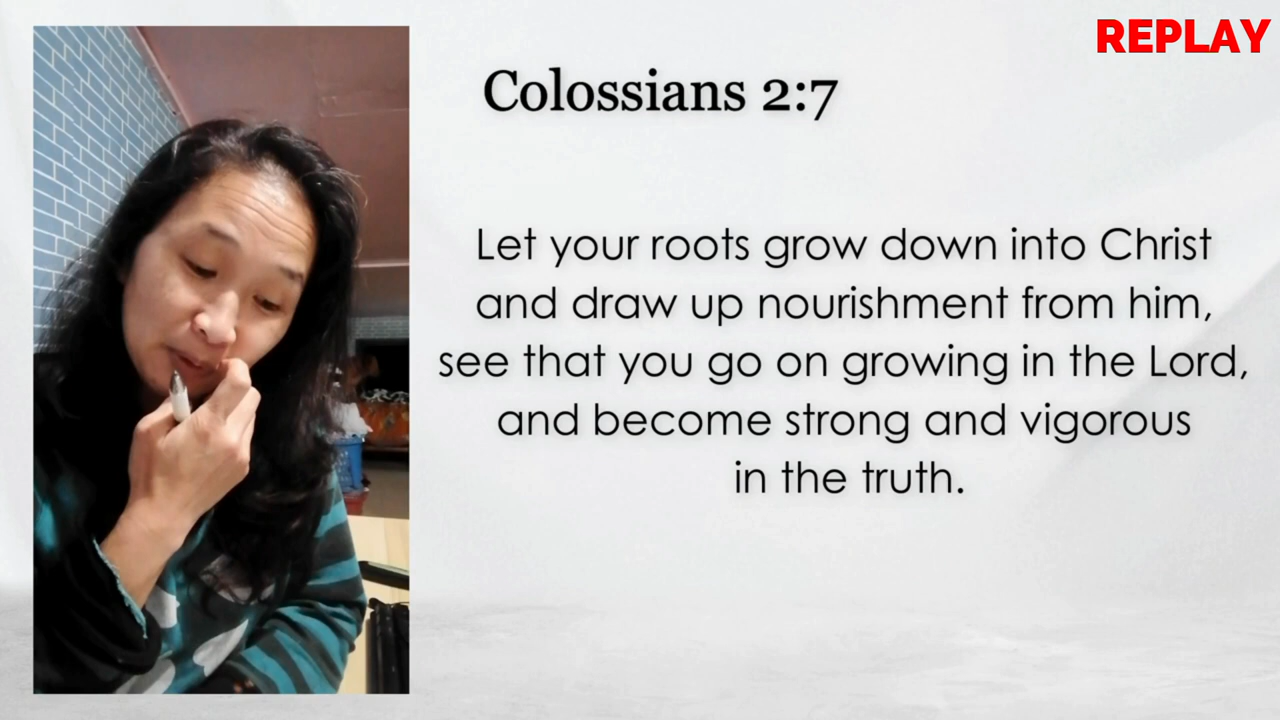 REPLAY
Colossians 2:7
Let your roots grow down into Christ
and draw up nourishment from him,
see that you go on growing in the Lord,
and become strong and vigorous
in the truth.